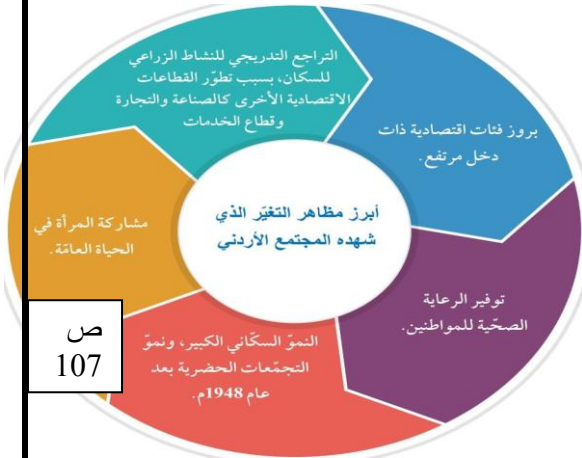 أبرز مظاهر التغيّر الذي
شهده المجتمع الأردني
التراجع التدريجي للنشاط الزراعي
للسكان، بسبب تطوّر القطاعات
الاقتصادية الأخرى كالصناعة والتجارة
وقطاع الخدمات
بروز فئات اقتصادية ذات
دخل مرتفع.
توفير الرعاية
الصحّية للمواطنين.
النموّ السكّاني الكبير، ونموّ
التجمّعات الحضرية بعد
عام 1948م.
مشاركة المرأة في
الحياة العامّة.
ص
107